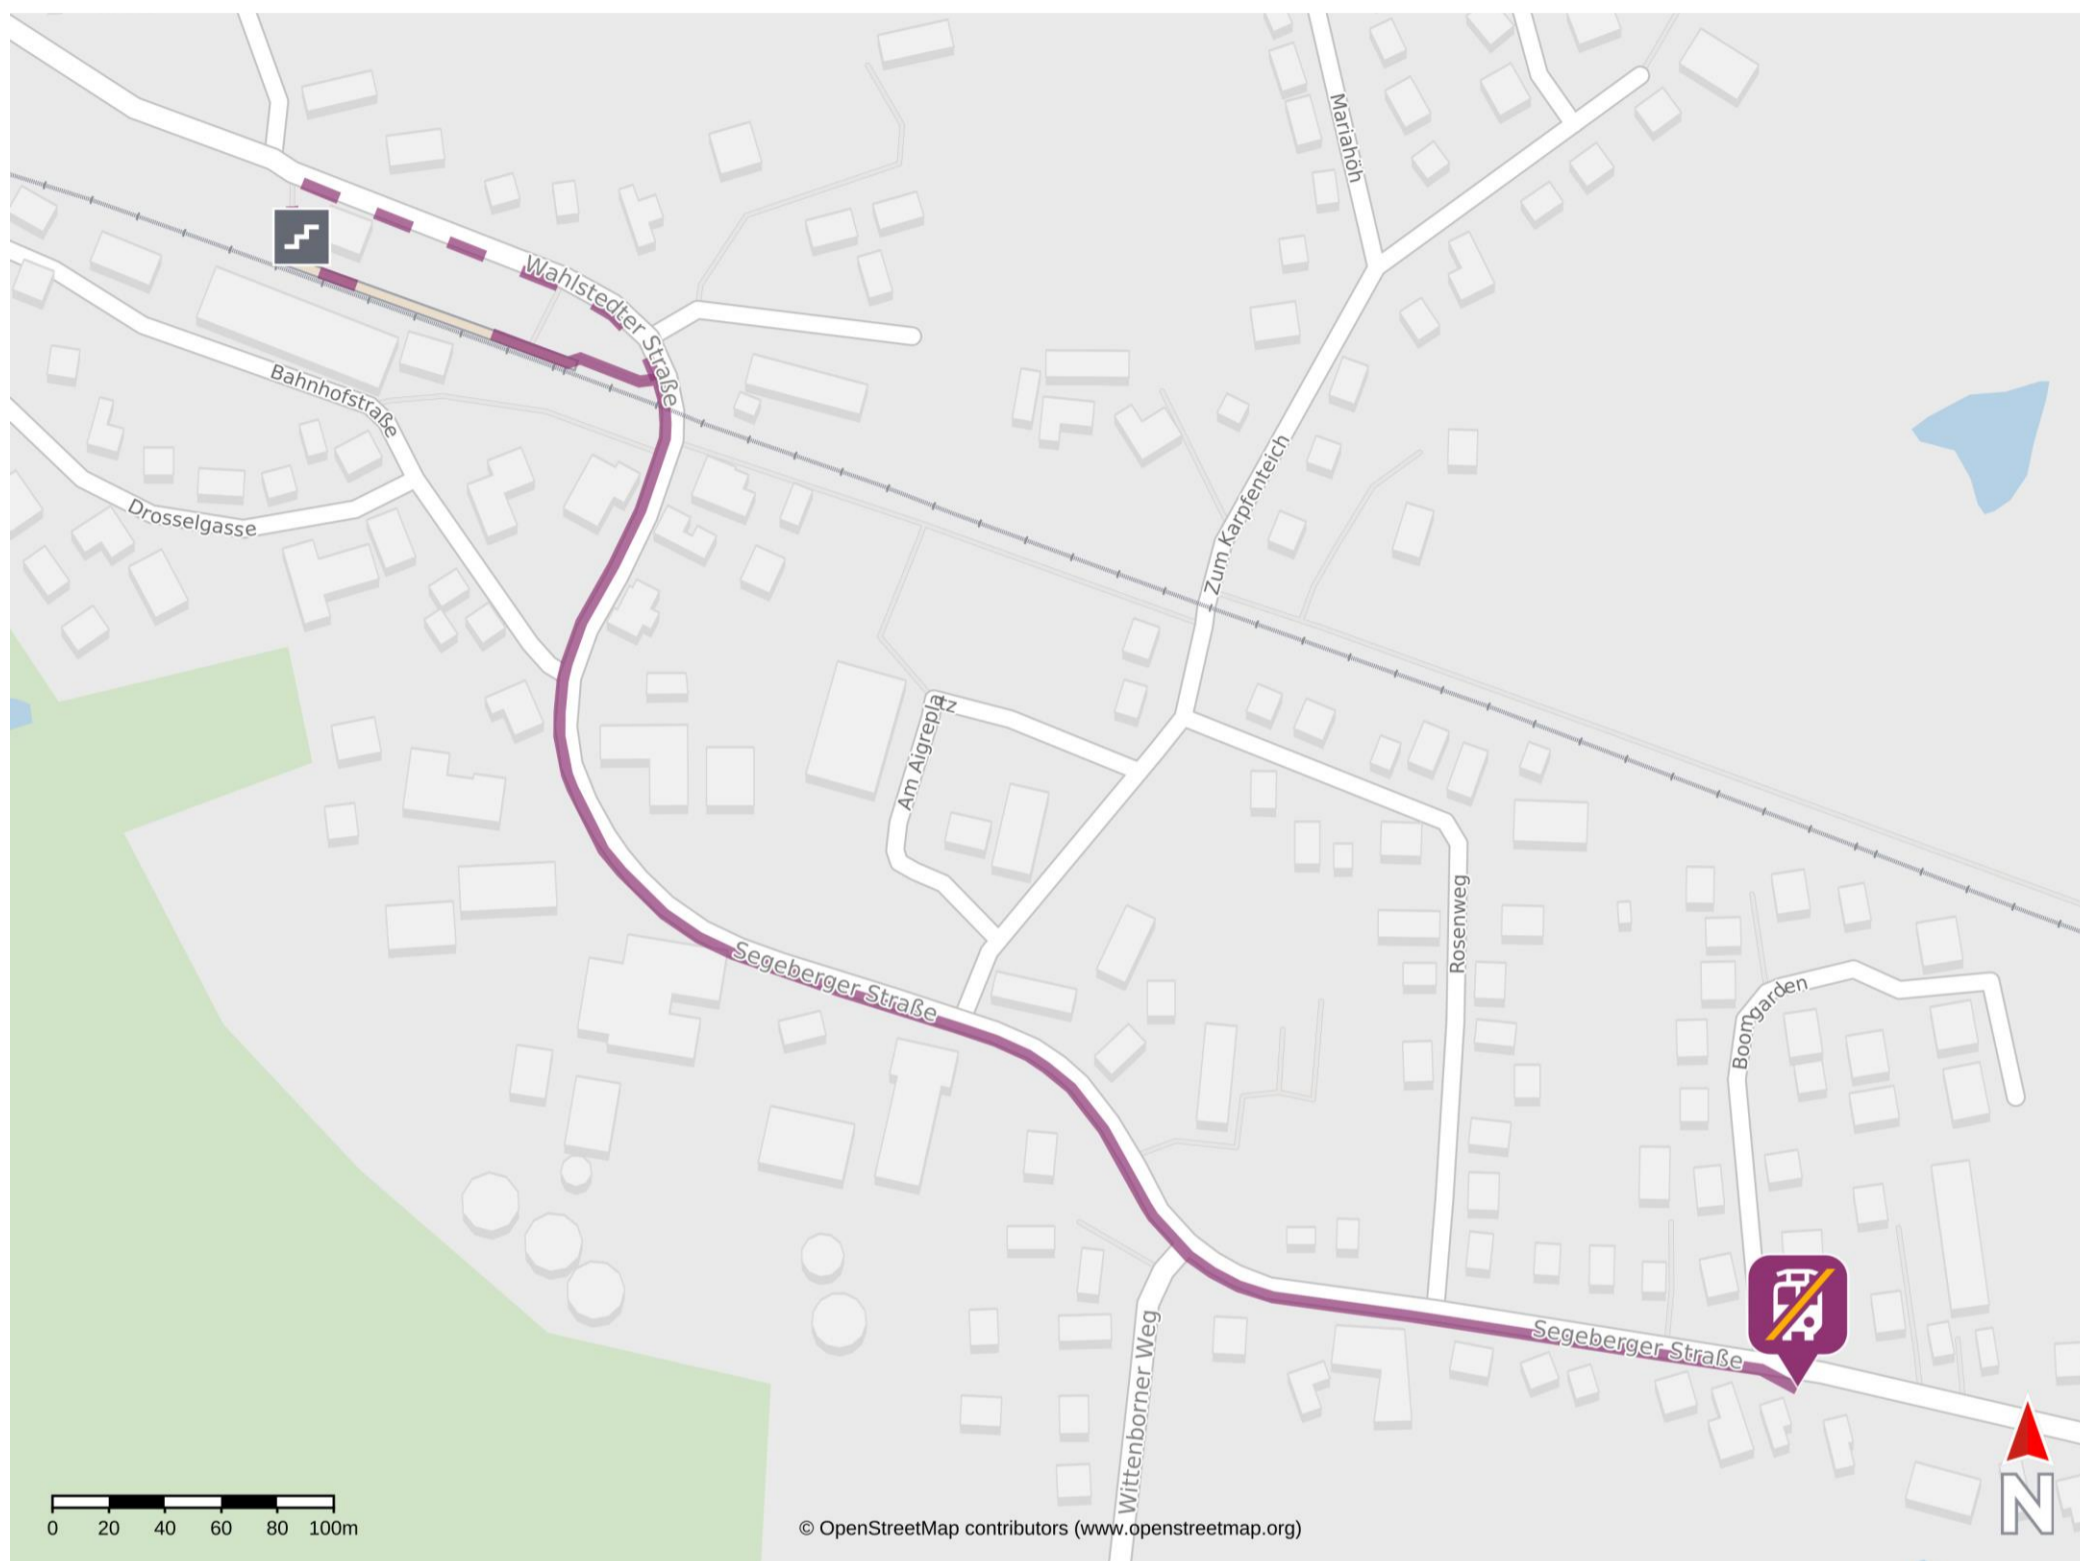 Mariahöh
Wahlstedter Straße
Bahnhofstraße
Drosselgasse
Zum Karpfenteich
Am Aigreplatz
Rosenweg
Segeberger Straße
Boomgarden
Segeberger Straße
Wittenborner Weg
N
0 20 40 60 80 100m
© OpenStreetMap contributors (www.openstreetmap.org)